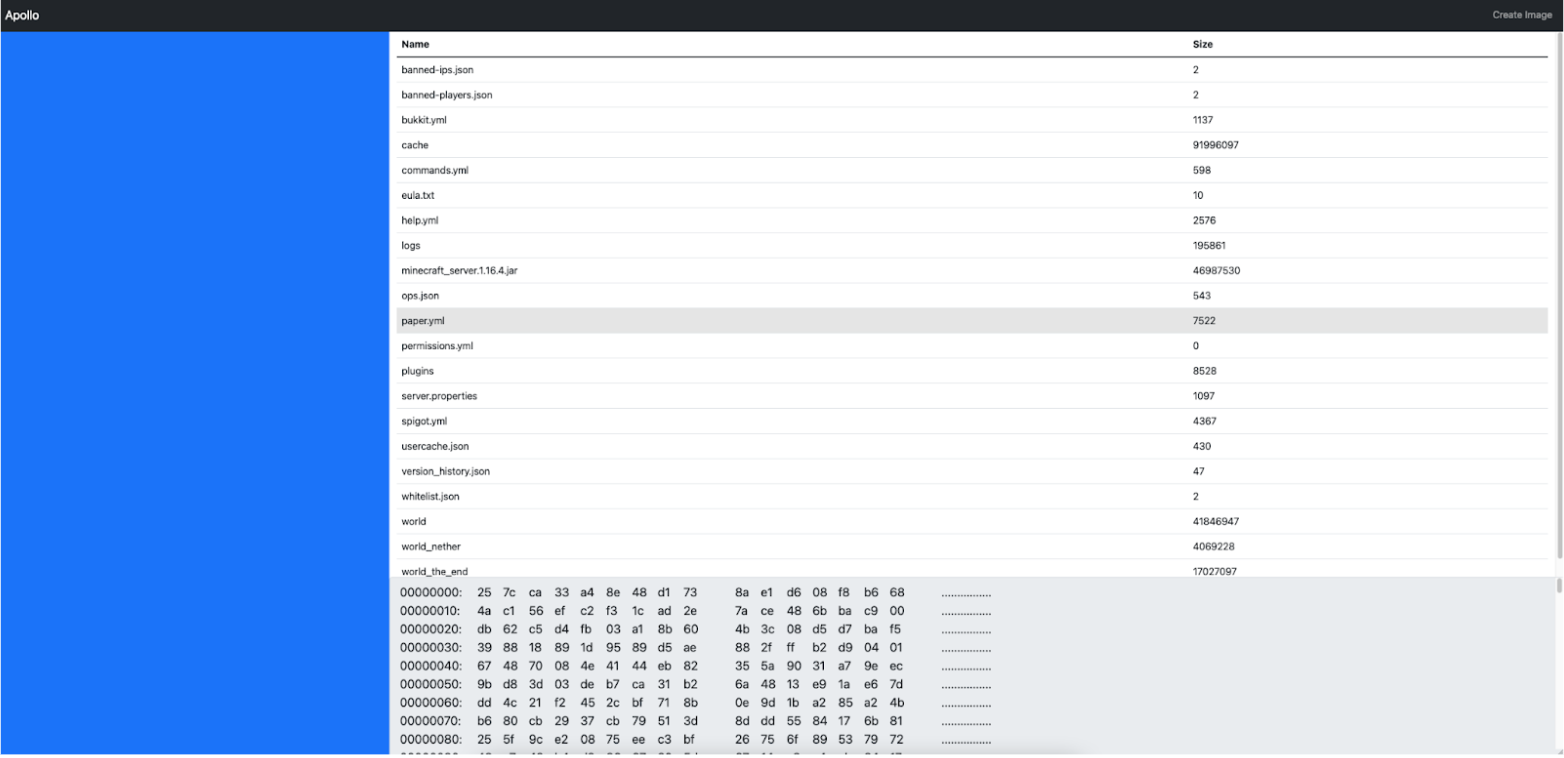 Apollo Create Image
Name Size
banned-ips.json 2
banned-players.json 2
bukkit.yml 1137
cache 91996097
commands.yml 598
eula.txt 10
help.yml 2576
logs 195861
minecraft_server.1.16.4.jar 46987530
ops.json 543
paper.yml 7522
permissions.yml 0
plugins 8528
server.properties 1097
spigot.yml 4367
usercache.json 430
version_history.json 47
whitelist.json 2
world 41846947
world_nether 4069228
world_the_end 17027097
00000000: 25 7c ca 33 a4 8e 48 d1 73 8a e1 d6 08 f8 b6 68 ................
00000010: 4a c1 56 ef c2 f3 1c ad 2e 7a ce 48 6b ba c9 00 ................
00000020: db 62 c5 d4 fb 03 a1 8b 60 4b 3c 08 d5 d7 ba f5 ................
00000030: 39 88 18 89 1d 95 89 d5 ae 88 2f ff b2 d9 04 01 ................
00000040: 67 48 70 08 4e 41 44 eb 82 35 5a 90 31 a7 9e ec ................
00000050: 9b d8 3d 03 de b7 ca 31 b2 6a 48 13 e9 1a e6 7d ................
00000060: dd 4c 21 f2 45 2c bf 71 8b 0e 9d 1b a2 85 a2 4b ................
00000070: b6 80 cb 29 37 cb 79 51 3d 8d dd 55 84 17 6b 81 ................
00000080: 25 5f 9c e2 08 75 ee c3 bf 26 75 6f 89 53 79 72 ................